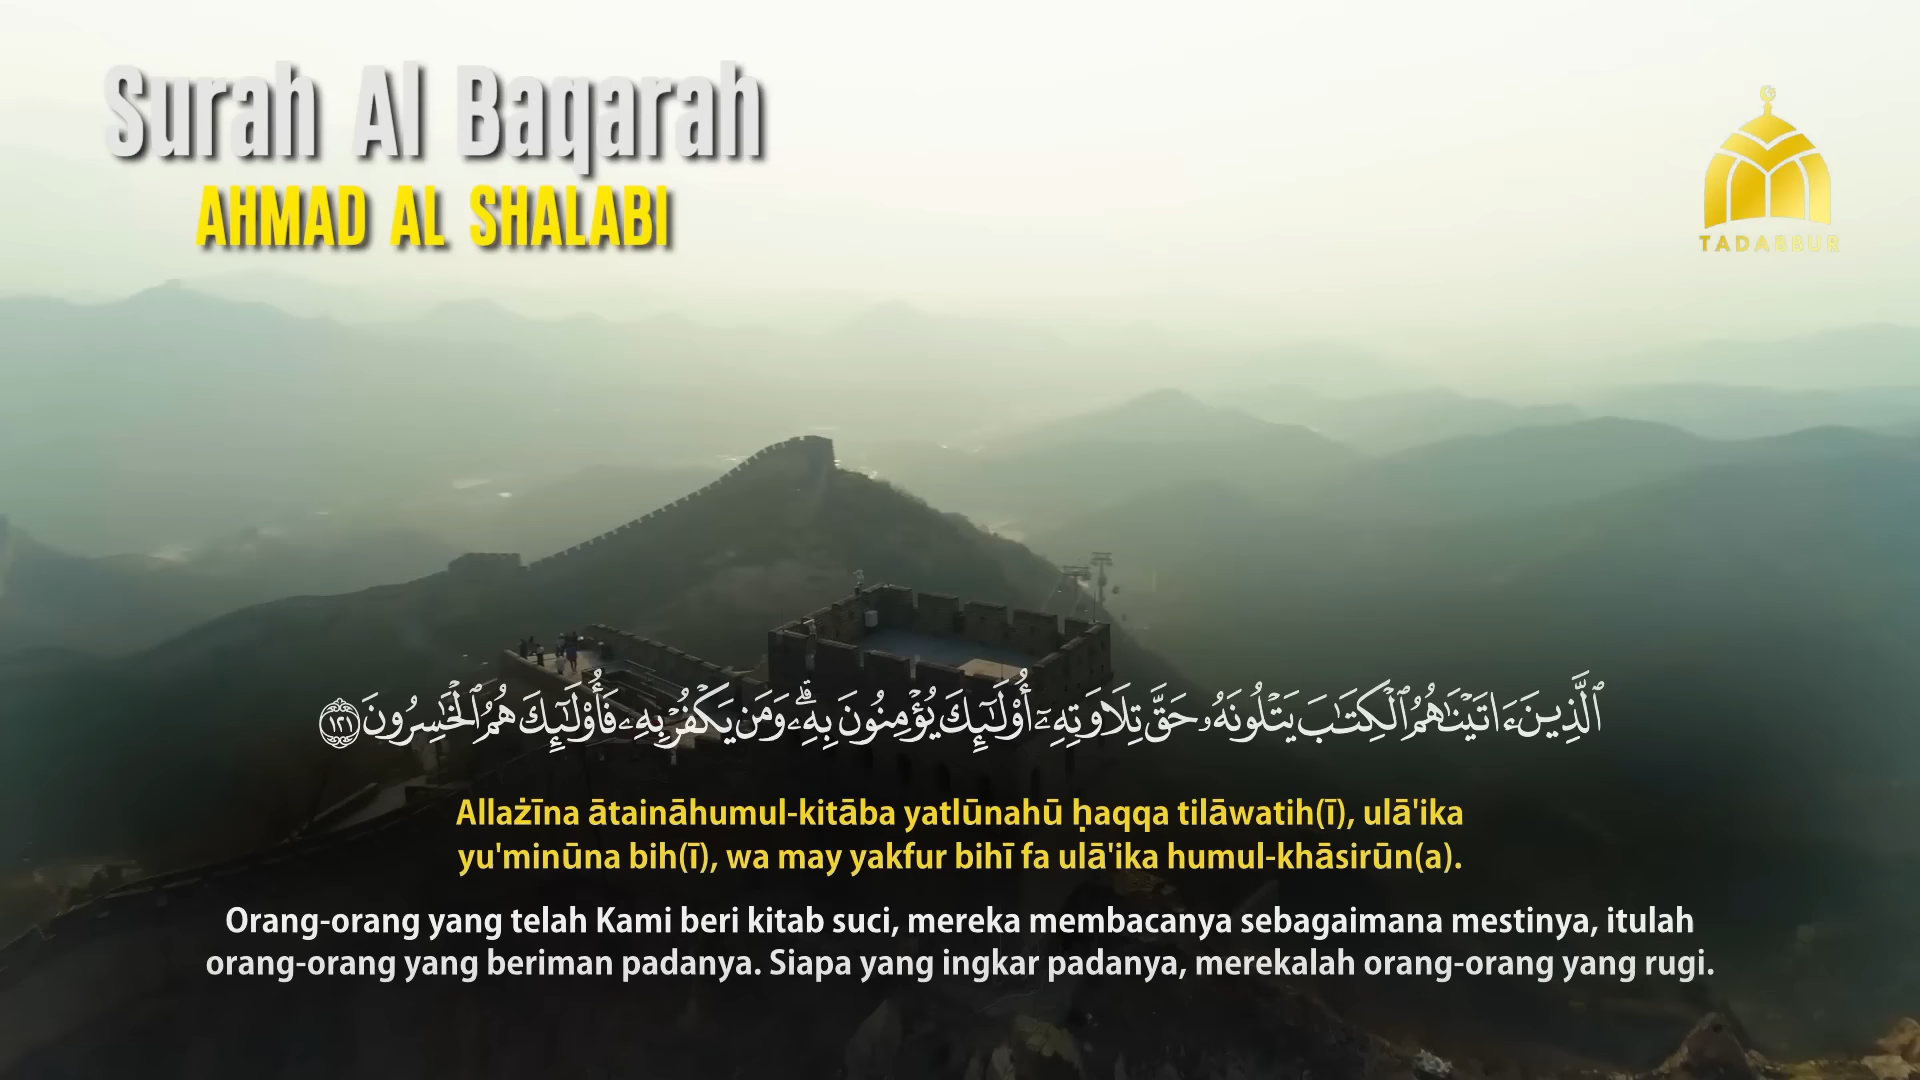 Surah Al Baqarah
AHMAD AL SHALABI
TADABBUR
ٱلَّذِينَ ءَاتَيْنَٰهُمُ ٱلْكِتَٰبَ يَتْلُونَهُۥ حَقَّ تِلَاوَتِهِۦٓ أُو۟لَٰٓئِكَ يُؤْمِنُونَ بِهِۦ ۗ وَمَن يَكْفُرْ بِهِۦ فَأُو۟لَٰٓئِكَ هُمُ ٱلْخَٰسِرُونَ ١٢١
Allażīna ātaināhumul-kitāba yatlūnahū ḥaqqa tilāwatih(ī), ulā'ika
yu'minūna bih(ī), wa may yakfur bihī fa ulā'ika humul-khāsirūn(a).
Orang-orang yang telah Kami beri kitab suci, mereka membacanya sebagaimana mestinya, itulah
orang-orang yang beriman padanya. Siapa yang ingkar padanya, merekalah orang-orang yang rugi.